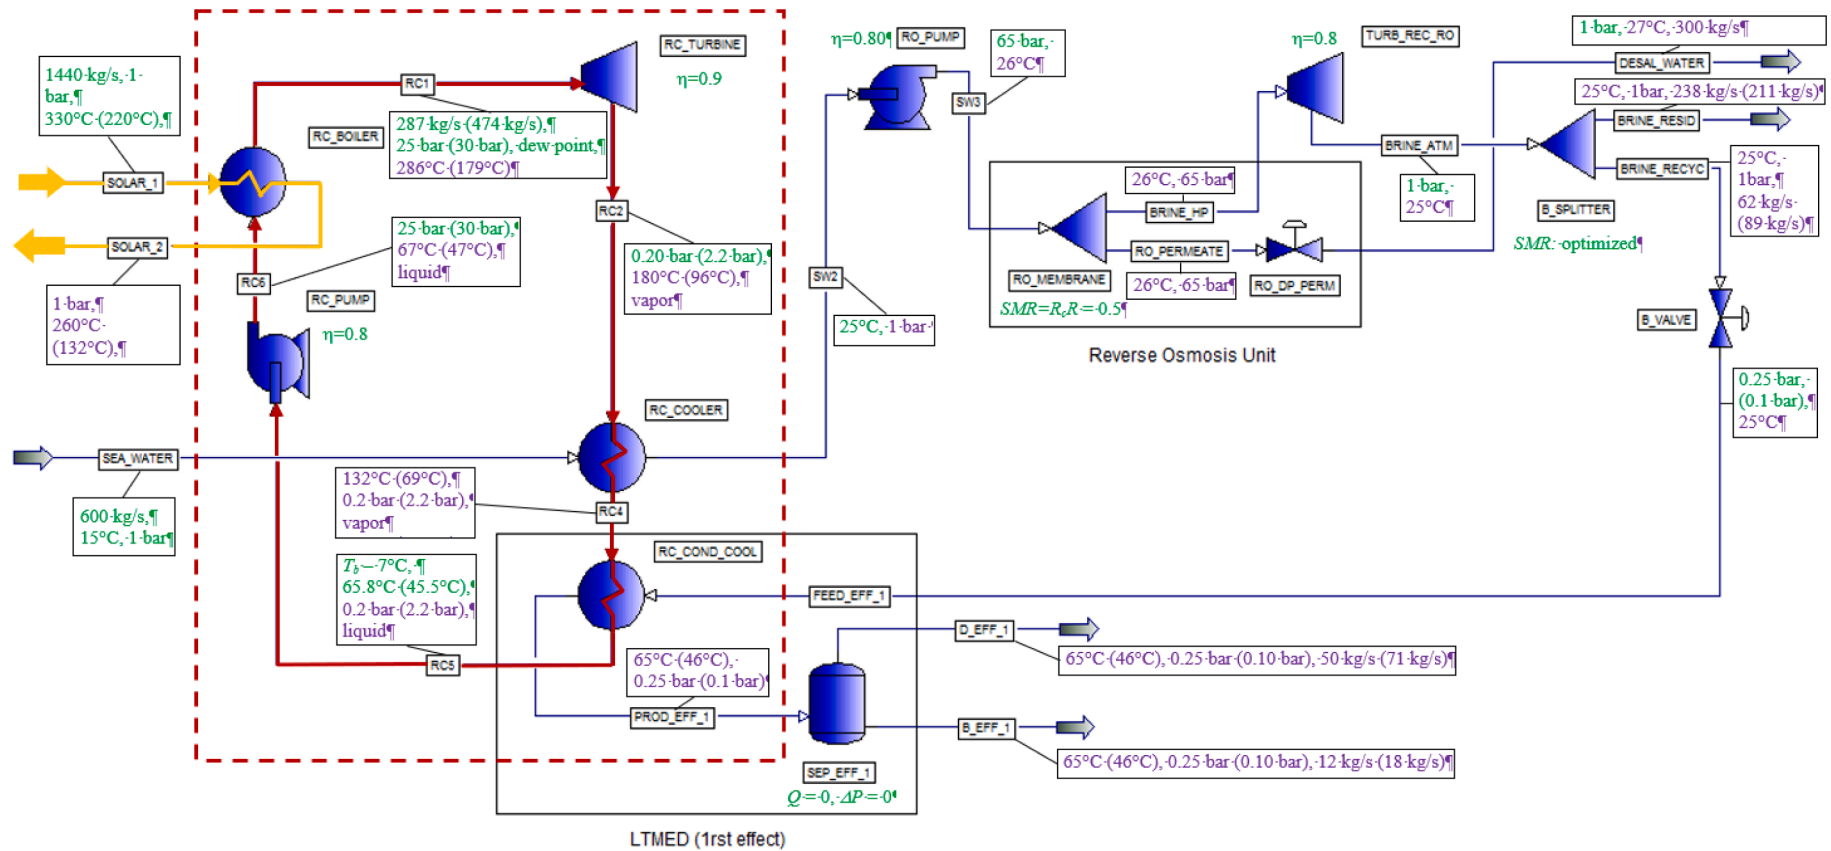 1440·kg/s,·1·
bar,¶
330°C·(220°C),¶
SOLAR_1
SOLAR_2
1·bar,¶
260°C·
(132°C),¶
RC_BOILER
RC1
RC_TURBINE
η=0.9
287·kg/s·(474·kg/s),¶
25·bar·(30·bar),·dew·point,¶
286°C·(179°C)¶
RC2
25·bar·(30·bar),¶
67°C·(47°C),¶
liquid¶
RC6
RC_PUMP
η=0.8
0.20·bar·(2.2·bar),¶
180°C·(96°C),¶
vapor¶
RC_COOLER
SEA_WATER
600·kg/s,¶
15°C,·1·bar¶
132°C·(69°C),¶
0.2·bar·(2.2·bar),¶
vapor¶
RC4
RC_COND_COOL
Tb–·7°C,·¶
65.8°C·(45.5°C),¶
0.2·bar·(2.2·bar),¶
liquid¶
RC5
65°C·(46°C),·
0.25·bar·(0.1·bar)¶
PROD_EFF_1
SEP_EFF_1
Q·=·0,·ΔP·=·0¶
LTMED (1rst effect)
FEED_EFF_1
D_EFF_1
65°C·(46°C),·0.25·bar·(0.10·bar),·50·kg/s·(71·kg/s)¶
B_EFF_1
65°C·(46°C),·0.25·bar·(0.10·bar),·12·kg/s·(18·kg/s)¶
η=0.80¶
RO_PUMP
65·bar,·
26°C¶
SW3
SW2
25°C,·1·bar·
η=0.8
TURB_REC_RO
26°C,·65·bar¶
BRINE_HP
RO_PERMEATE
26°C,·65·bar¶
RO_MEMBRANE
RO_DP_PERM
SMR=RcR·=·0.5¶
Reverse Osmosis Unit
BRINE_ATM
1·bar,·
25°C¶
1·bar,·27°C,·300·kg/s¶
DESAL_WATER
25°C,·1bar,·238·kg/s·(211·kg/s)¶
BRINE_RESID
BRINE_RECYC
25°C,·
1bar,¶
62·kg/s·
(89·kg/s)¶
B_SPLITTER
SMR:·optimized¶
B_VALVE
0.25·bar,·
(0.1·bar),¶
25°C¶